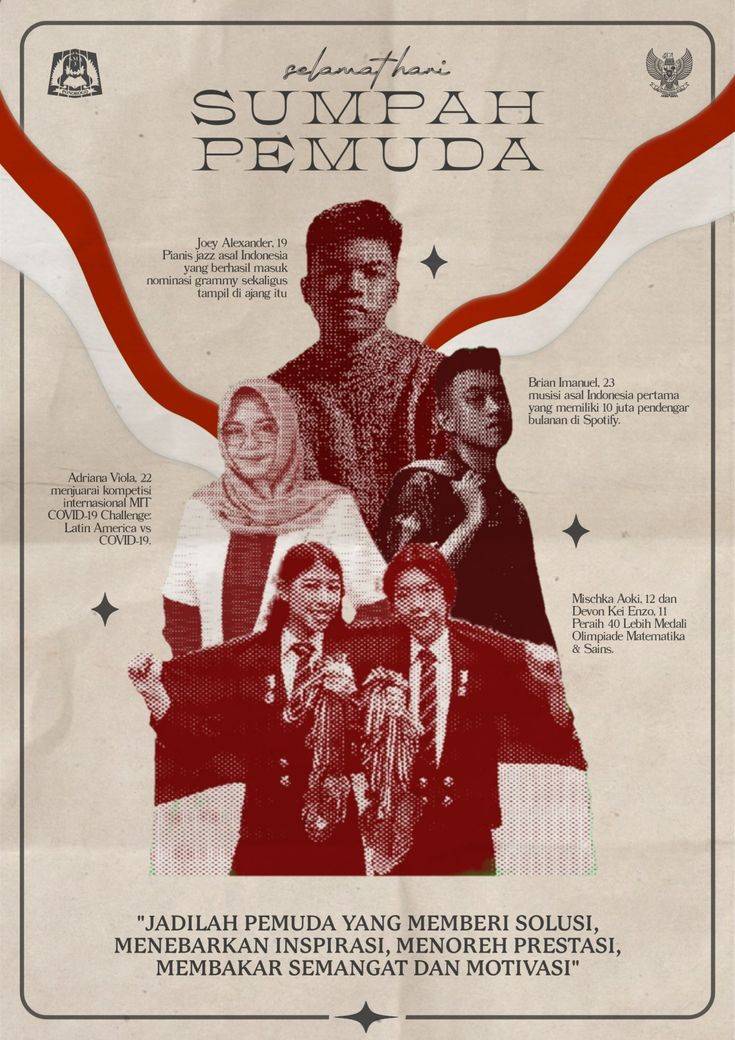 selamat hari
SUMPAH
PEMUDA
Joey Alexander, 19
Pianis jazz asal Indonesia
yang berhasil masuk
nominasi grammy sekaligus
tampil di ajang itu
Brian Imanuel, 23
musisi asal Indonesia pertama
yang memiliki 10 juta pendengar
bulanan di Spotify.
Adriana Viola, 22
menjuarai kompetisi
internasional MIT
COVID-19 Challenge:
Latin America vs
COVID-19.
Mischka Aoki, 12 dan
Devon Kei Enzo, 11
Peraih 40 Lebih Medali
Olimpiade Matematika
& Sains.
"JADILAH PEMUDA YANG MEMBERI SOLUSI,
MENEBARKAN INSPIRASI, MENOREH PRESTASI,
MEMBAKAR SEMANGAT DAN MOTIVASI"